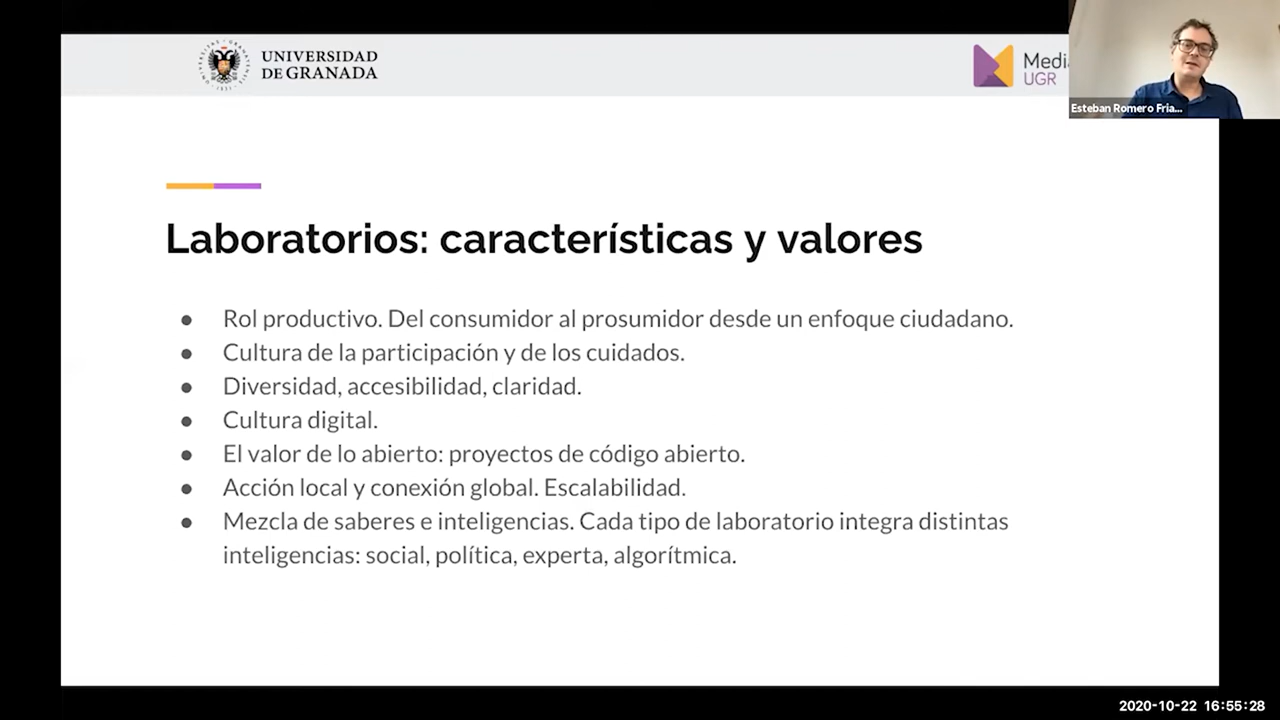 UNIVERSIDAD
DE GRANADA
UGR
Esteban Romero Fria...
Laboratorios: características y valores
● Rol productivo. Del consumidor al prosumidor desde un enfoque ciudadano.
● Cultura de la participación y de los cuidados.
● Diversidad, accesibilidad, claridad.
● Cultura digital.
● El valor de lo abierto: proyectos de código abierto.
● Acción local y conexión global. Escalabilidad.
● Mezcla de saberes e inteligencias. Cada tipo de laboratorio integra distintas
inteligencias: social, política, experta, algorítmica.
2020-10-22 16:55:28